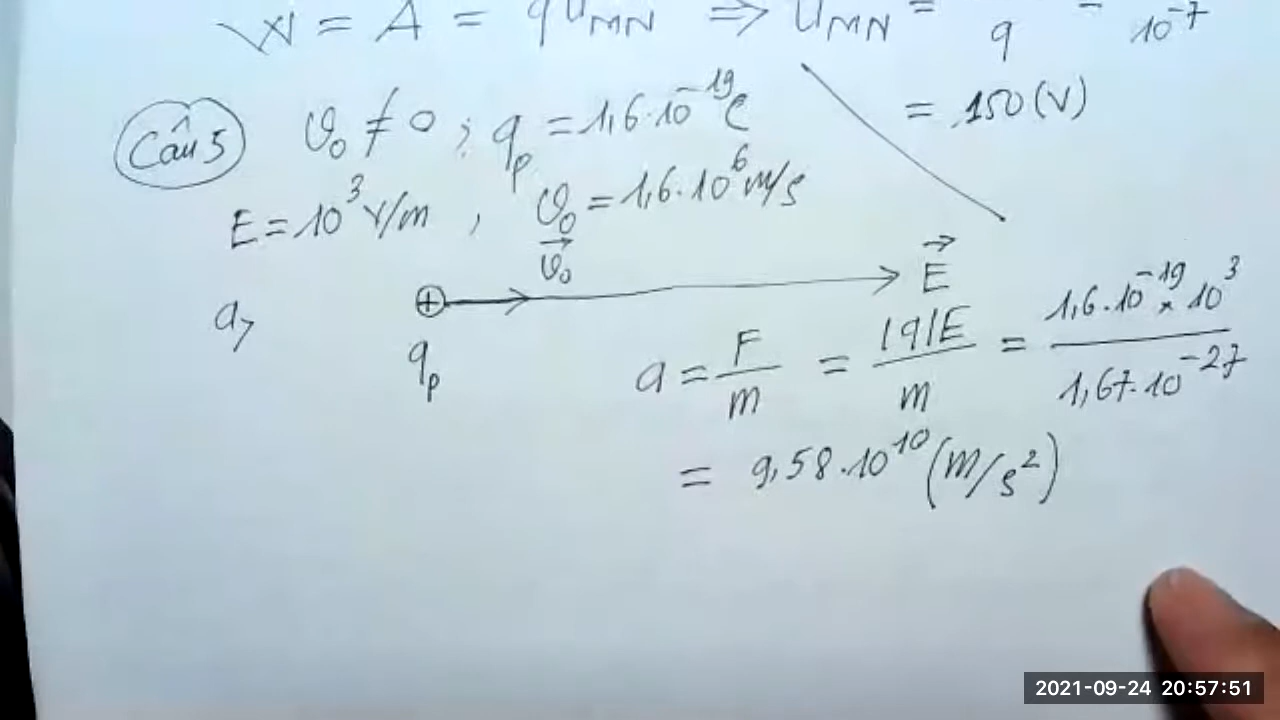 W = A = qU_MN => U_MN = /q = /10^-7
= 150 (V)
Câu 5
v₀ ≠ 0 ; q_p = 1,6.10^-19 C
E = 10^3 V/m , v₀ = 1,6.10^6 m/s
v₀
E
a,
q_p
a = F/m = |q|E/m = 1,6.10^-19 × 10^3 / 1,67.10^-27
= 9,58.10^10 (m/s^2)
2021-09-24 20:57:51